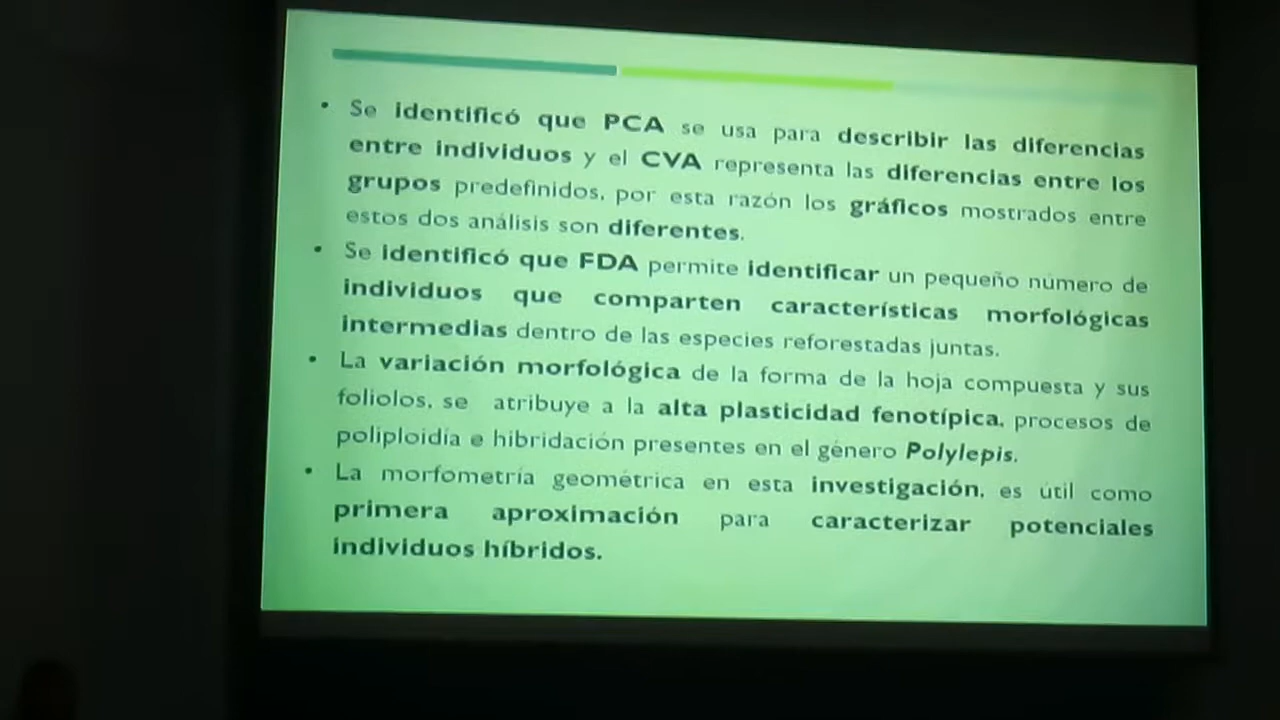 • Se identificó que PCA se usa para describir las diferencias
entre individuos y el CVA representa las diferencias entre los
grupos predefinidos, por esta razón los gráficos mostrados entre
estos dos análisis son diferentes.
• Se identificó que FDA permite identificar un pequeño número de
individuos que comparten características morfológicas
intermedias dentro de las especies reforestadas juntas.
• La variación morfológica de la forma de la hoja compuesta y sus
foliolos, se atribuye a la alta plasticidad fenotípica, procesos de
poliploidía e hibridación presentes en el género Polylepis.
• La morfometría geométrica en esta investigación, es útil como
primera aproximación para caracterizar potenciales
individuos híbridos.